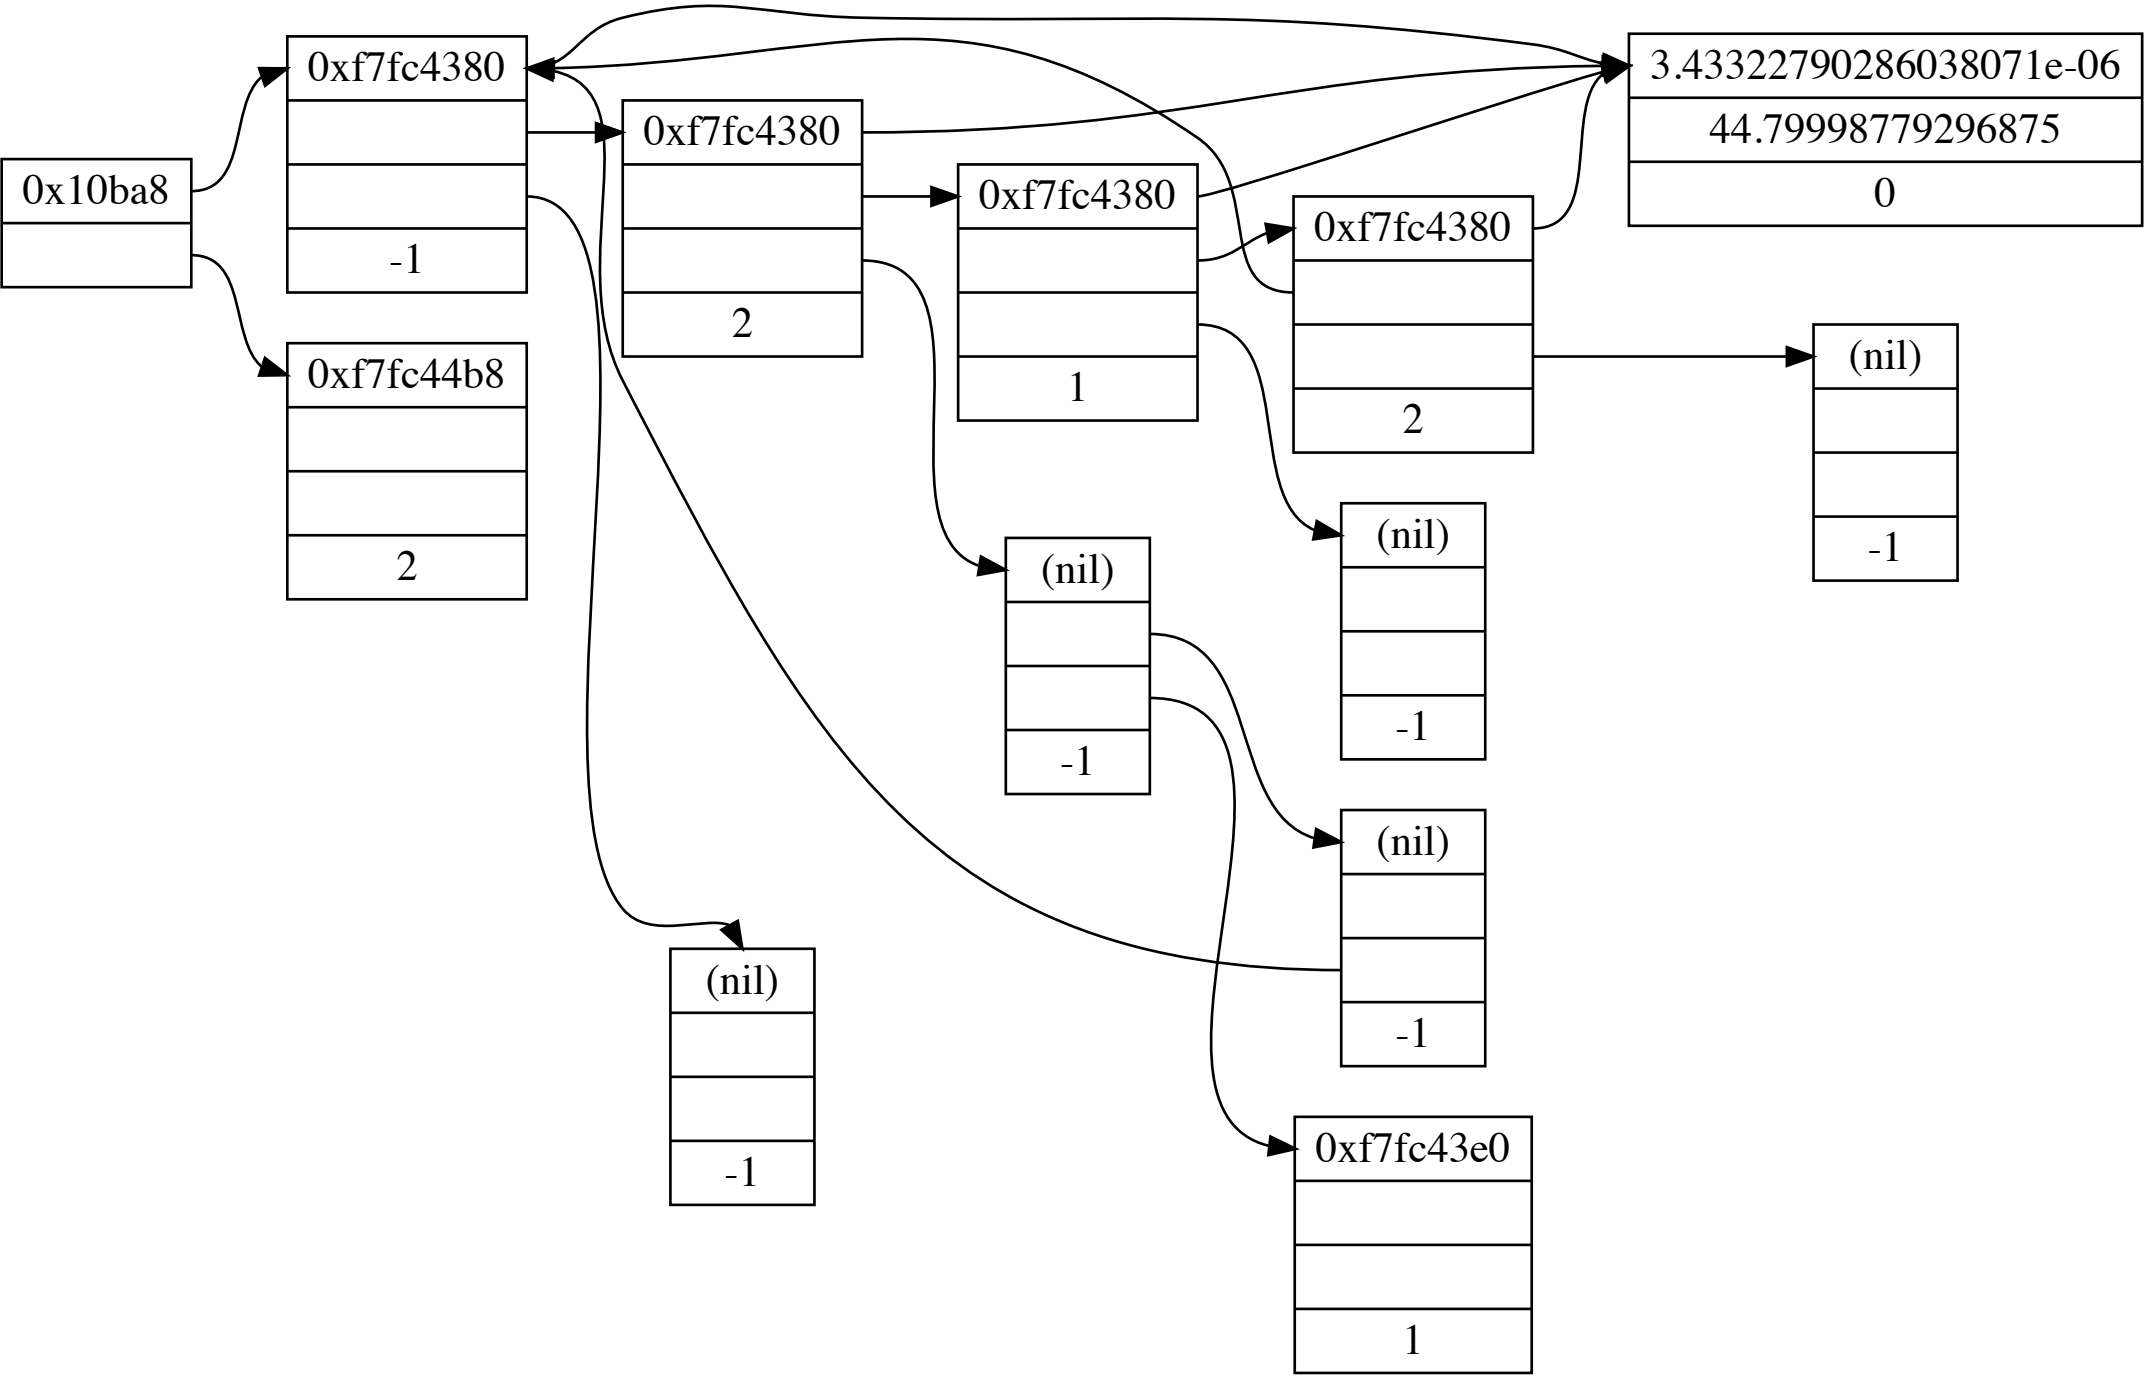 0x10ba8
0xf7fc4380
-1
0xf7fc44b8
2
0xf7fc4380
2
0xf7fc4380
1
0xf7fc4380
2
3.43322790286038071e-06
44.79998779296875
0
(nil)
-1
(nil)
-1
(nil)
-1
(nil)
-1
(nil)
-1
0xf7fc43e0
1